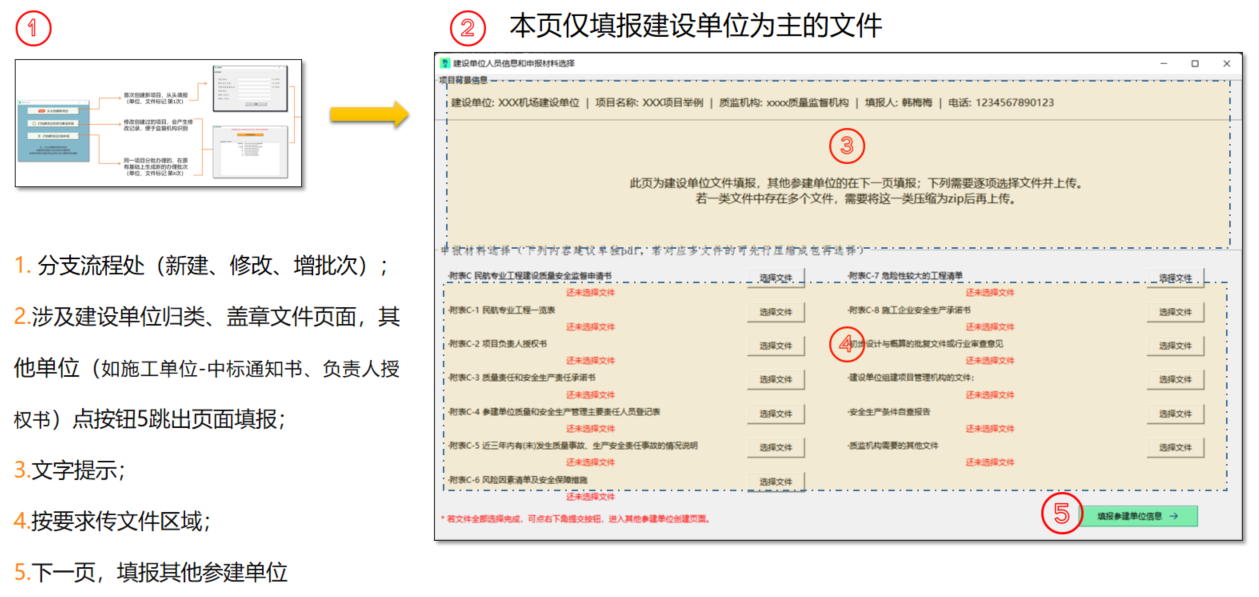 ①
② 本页仅填报建设单位为主的文件
首次创建新项目，从头填报
（单位、文件标记 第1次）
修改创建过的项目，会产生修
改记录，便于监督机构识别
同一项目分批办理的，在原
有基础上生成新的办理批次
（单位、文件标记 第x次）
1. 分支流程处（新建、修改、增批次）；
2.涉及建设单位归类、盖章文件页面，其
他单位（如施工单位-中标通知书、负责人授
权书）点按钮5跳出页面填报；
3.文字提示；
4.按要求传文件区域；
5.下一页，填报其他参建单位
建设单位人员信息和申报材料选择
项目背景信息
建设单位: XXX机场建设单位 | 项目名称: XXX项目举例 | 质监机构: xxxx质量监督机构 | 填报人: 韩梅梅 | 电话: 1234567890123
③
此页为建设单位文件填报，其他参建单位的在下一页填报；下列需要逐项选择文件并上传。
若一类文件中存在多个文件，需要将这一类压缩为zip后再上传。
申报材料选择（下列内容建议单独pdf，若对应多文件的可先行压缩成包再选择）
·附表C 民航专业工程建设质量安全监督申请书 选择文件
还未选择文件
·附表C-1 民航专业工程一览表 选择文件
还未选择文件
·附表C-2 项目负责人授权书 选择文件
还未选择文件
·附表C-3 质量责任和安全生产责任承诺书 选择文件
还未选择文件
·附表C-4 参建单位质量和安全生产管理主要责任人员登记表 选择文件
还未选择文件
·附表C-5 近三年内有(未)发生质量事故、生产安全责任事故的情况说明 选择文件
还未选择文件
·附表C-6 风险因素清单及安全保障措施 选择文件
还未选择文件
·附表C-7 危险性较大的工程清单 选择文件
还未选择文件
·附表C-8 施工企业安全生产承诺书 选择文件
还未选择文件
④
·初步设计与概算的批复文件或行业审查意见 选择文件
还未选择文件
·建设单位组建项目管理机构的文件: 选择文件
还未选择文件
·安全生产条件自查报告 选择文件
还未选择文件
·质监机构需要的其他文件 选择文件
还未选择文件
* 若文件全部选择完成，可点右下角提交按钮，进入其他参建单位创建页面。
⑤ 填报参建单位信息 →